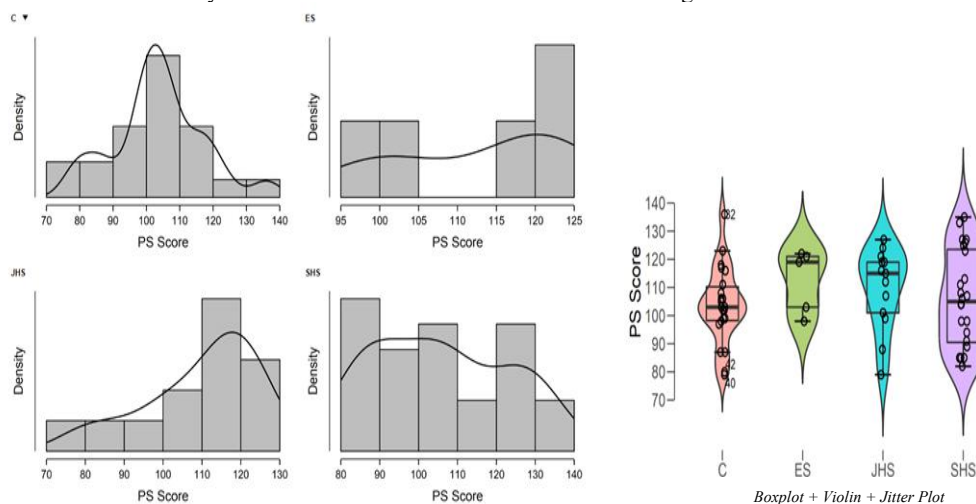 C ▼
Density
70 80 90 100 110 120 130 140
PS Score
ES
Density
95 100 105 110 115 120 125
PS Score
JHS
Density
70 80 90 100 110 120 130
PS Score
SHS
Density
80 90 100 110 120 130 140
PS Score
PS Score
140
130
120
110
100
90
80
70
32
42
40
C ES JHS SHS
Boxplot + Violin + Jitter Plot